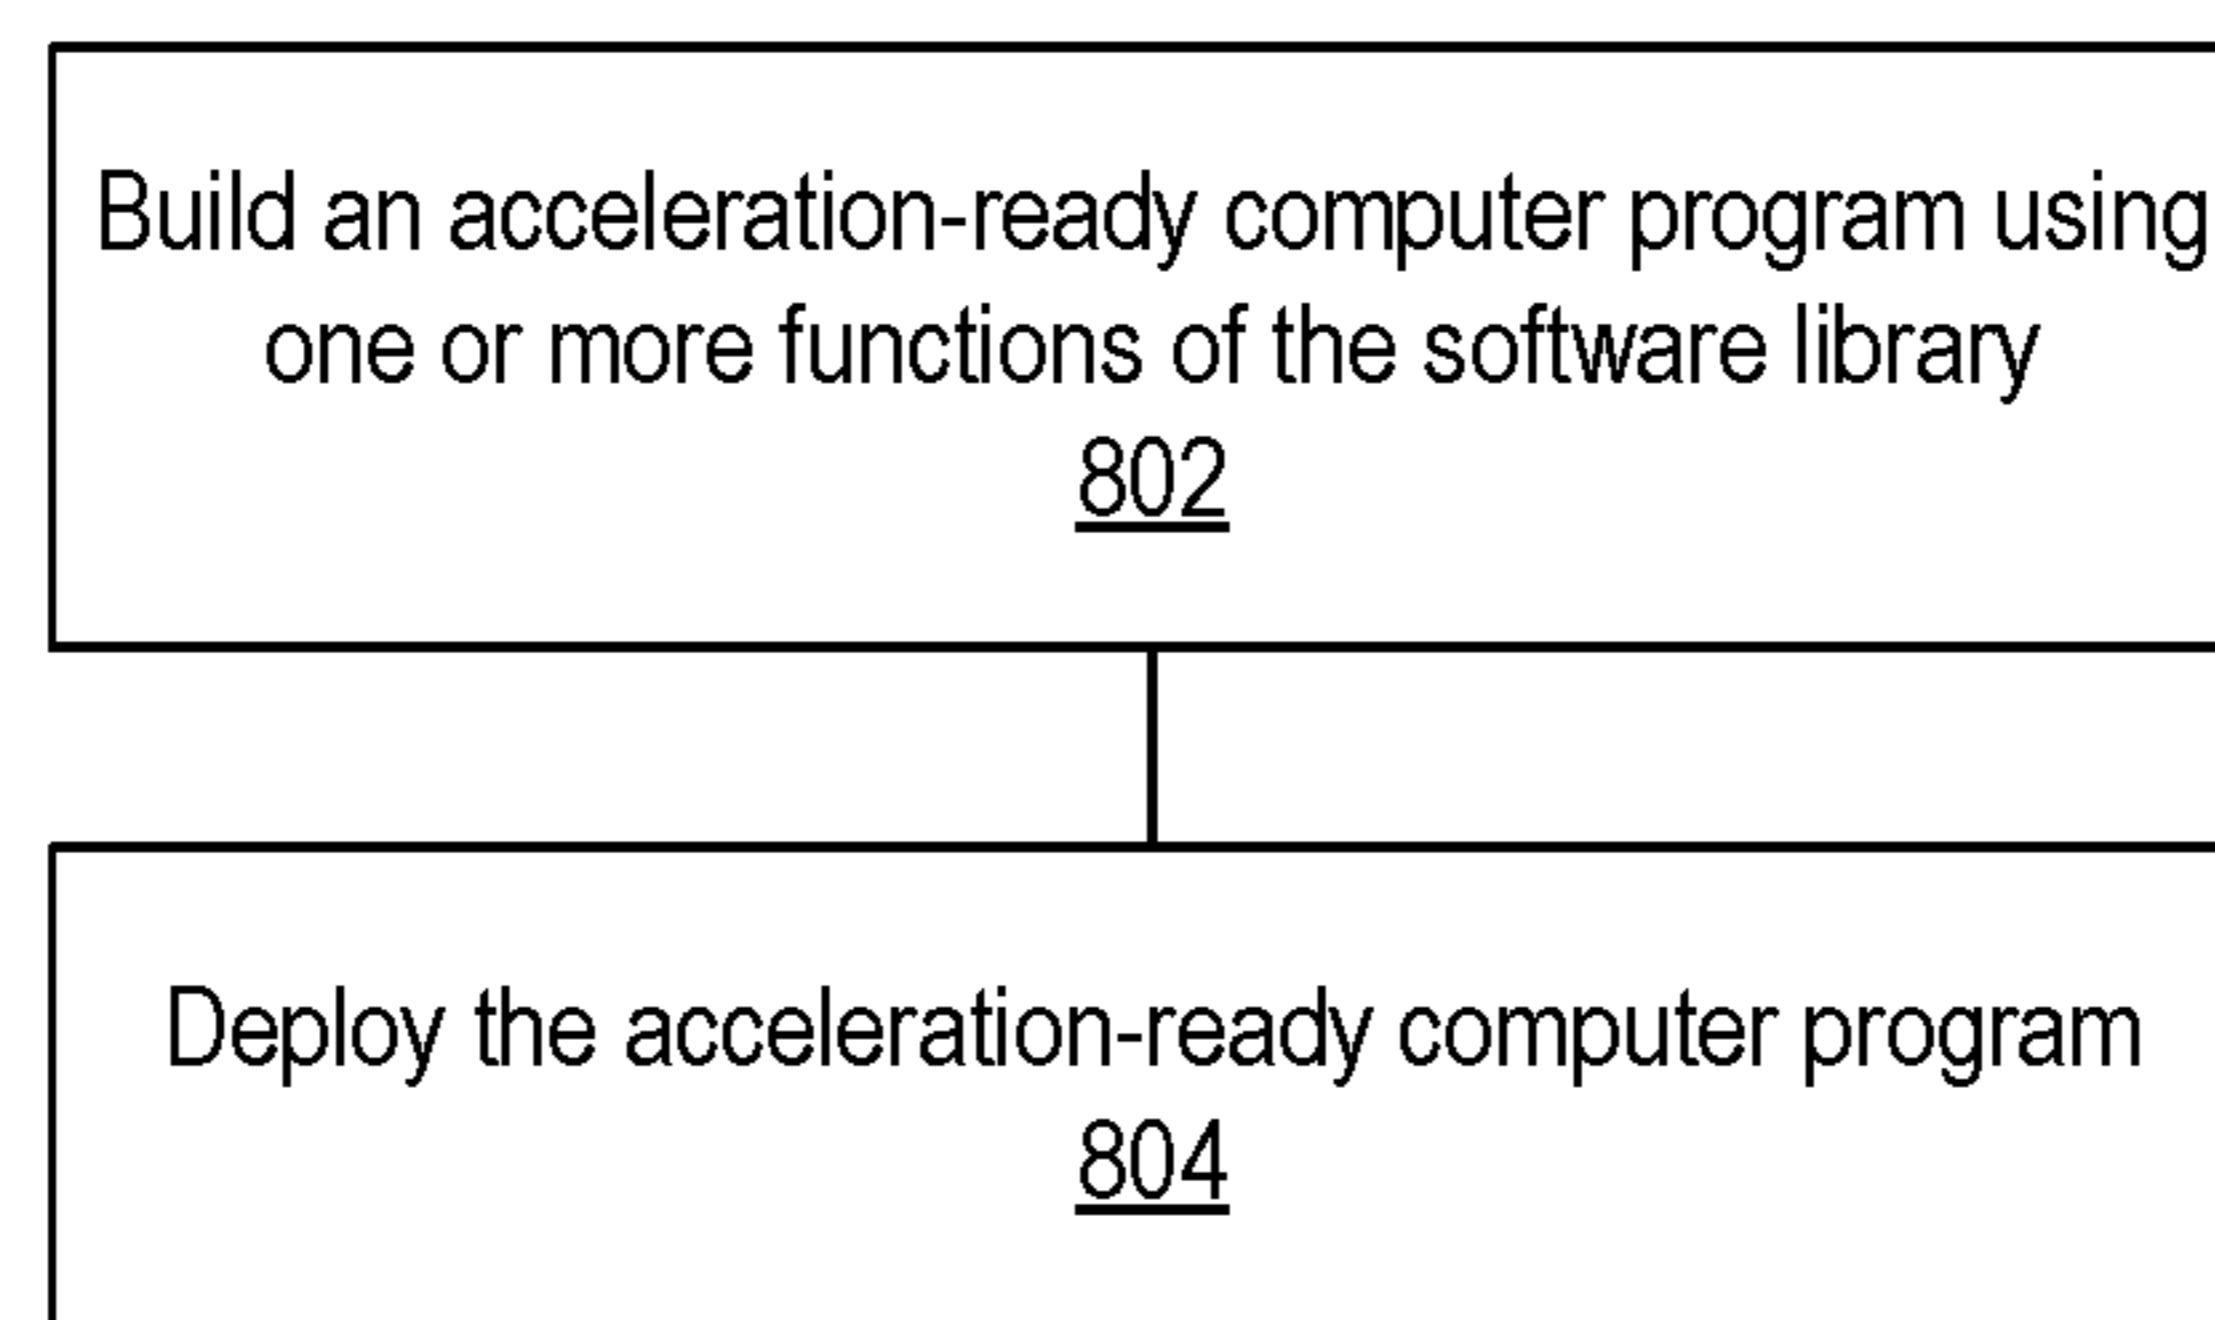 Build an acceleration-ready computer program using
one or more functions of the software library
802
Deploy the acceleration-ready computer program
804